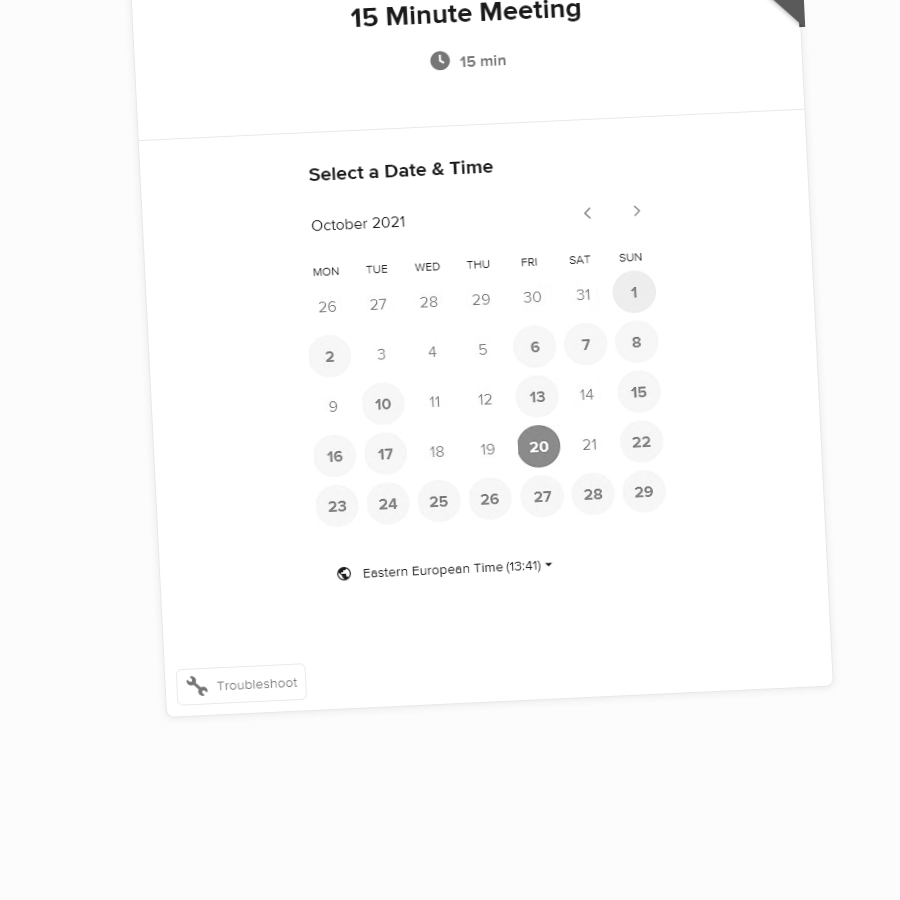 15 Minute Meeting
15 min
Select a Date & Time
October 2021
MON TUE WED THU FRI SAT SUN
26 27 28 29 30 31 1
2 3 4 5 6 7 8
9 10 11 12 13 14 15
16 17 18 19 20 21 22
23 24 25 26 27 28 29
Eastern European Time (13:41)
Troubleshoot